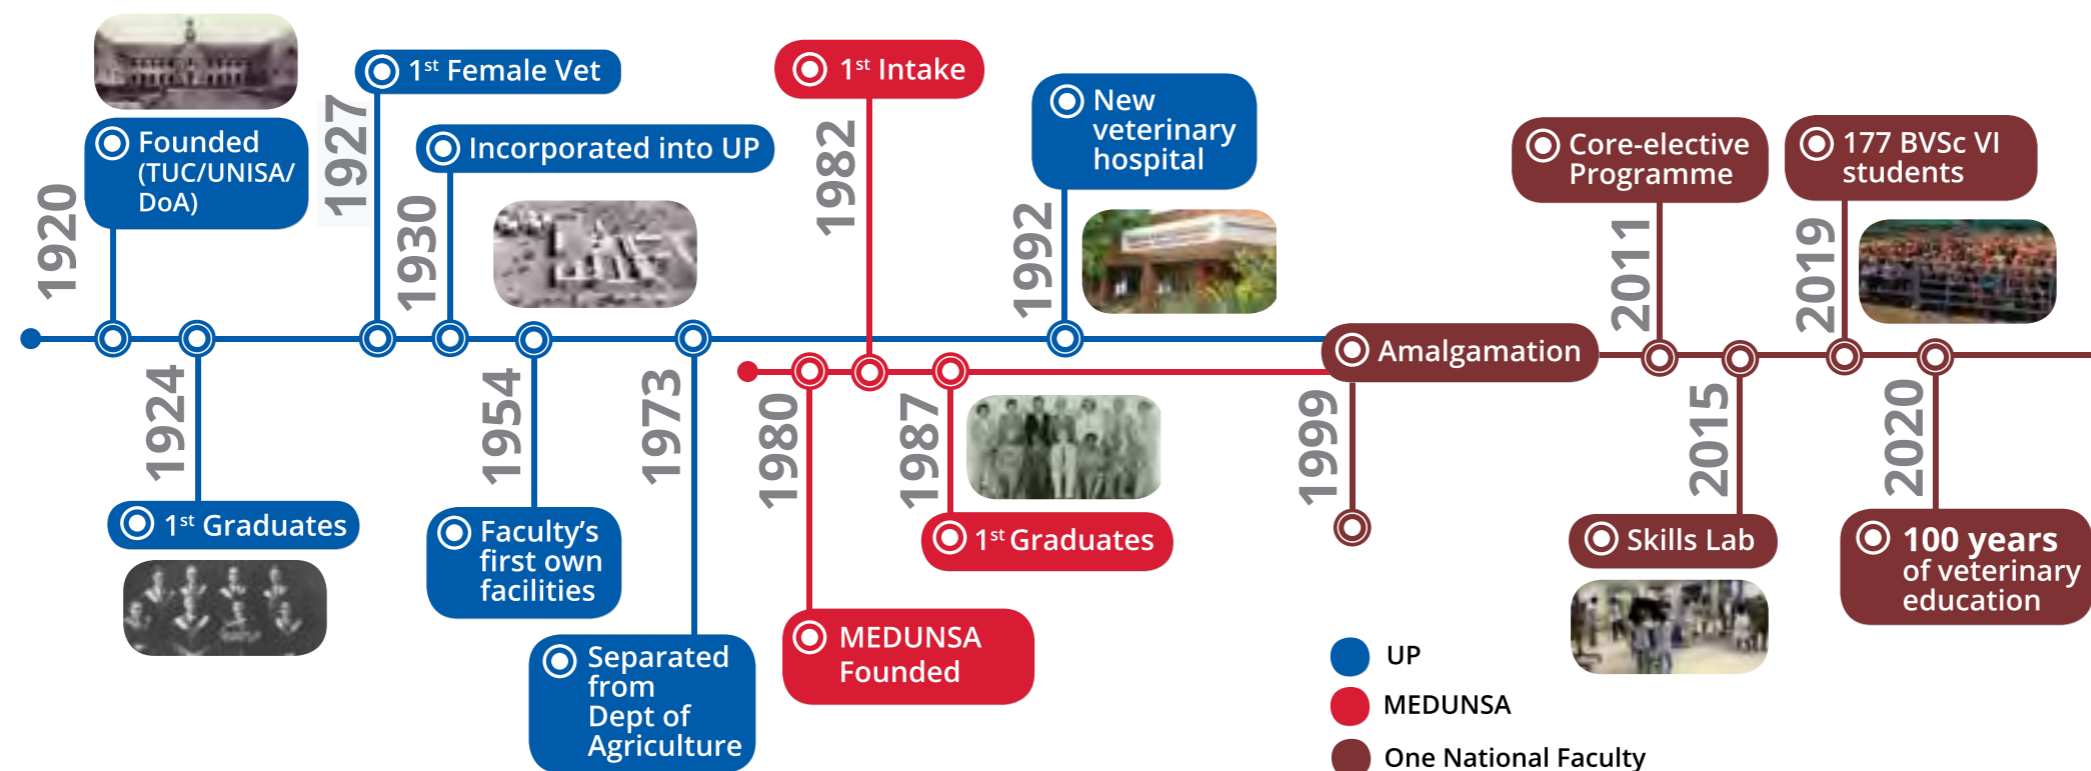 1920
Founded
(TUC/UNISA/
DoA)
1924
1st Graduates
1927
1st Female Vet
1930
Incorporated into UP
1954
Faculty’s
first own
facilities
1973
Separated
from
Dept of
Agriculture
1980
MEDUNSA
Founded
1982
1st Intake
1987
1st Graduates
1992
New
veterinary
hospital
1999
Amalgamation
2011
Core-elective
Programme
2015
Skills Lab
2019
177 BVSc VI
students
2020
100 years
of veterinary
education
UP
MEDUNSA
One National Faculty